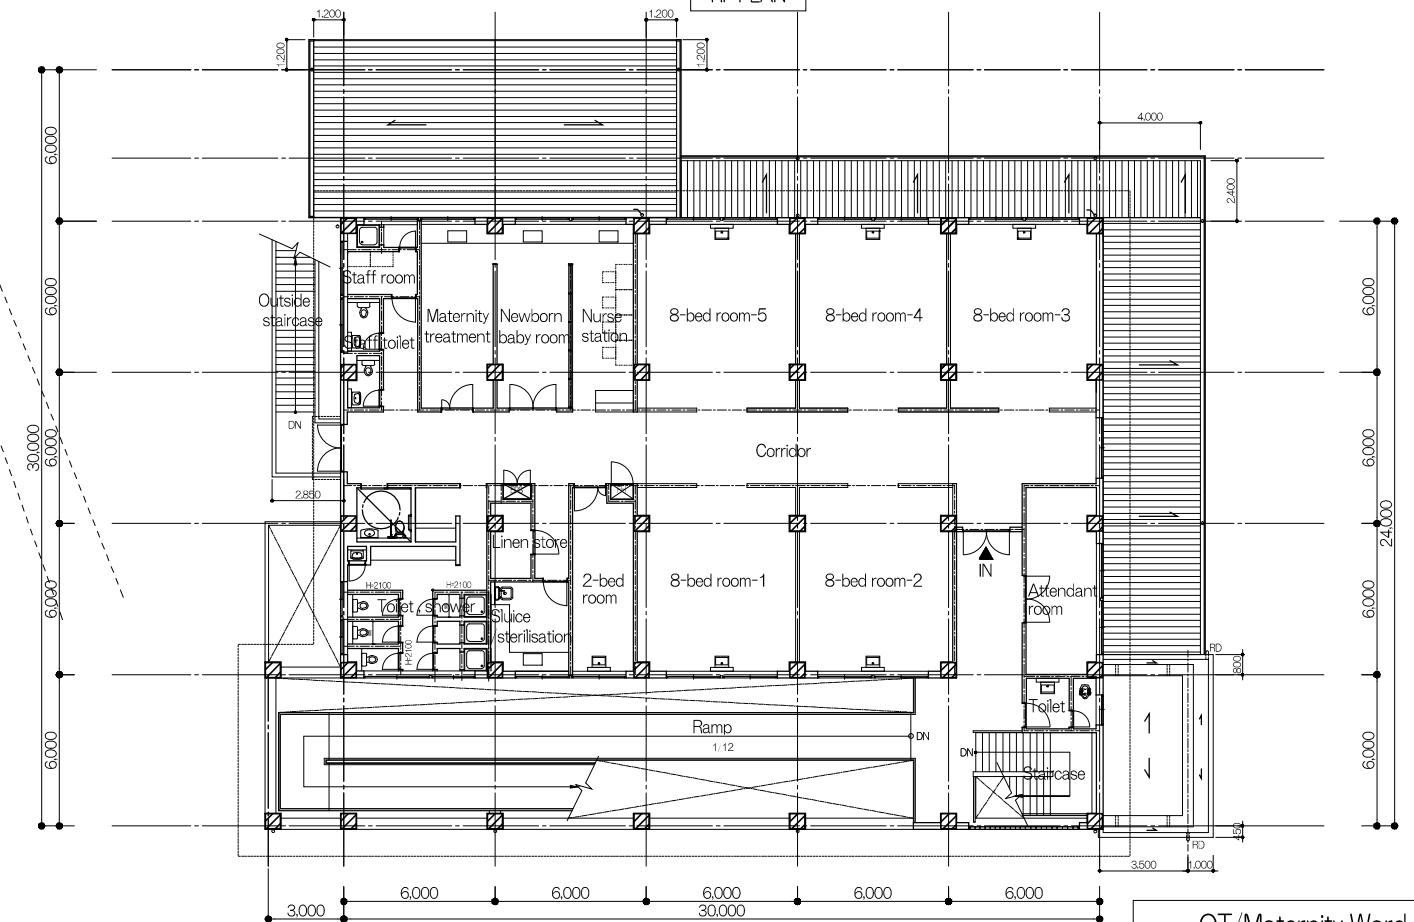 1,200
1,200
1,200
1,200
4,000
2,400
6,000
6,000
30,000
6,000
6,000
6,000
6,000
6,000
6,000
6,000
24,000
Staff room
Outside
staircase
Staff toilet
Maternity
treatment
Newborn
baby room
Nurse
station
8-bed room-5
8-bed room-4
8-bed room-3
DN
Corridor
2,850
Linen store
2-bed
room
8-bed room-1
8-bed room-2
IN
Attendant
room
H=2100
H=2100
Toilet, shower
H=2100
Sluice
/sterilisation
RD
800
Toilet
Ramp
1/12
DN
DN
Staircase
450
RD
3,500
1,000
6,000
6,000
6,000
6,000
6,000
3,000
30,000
OT/Maternity Ward